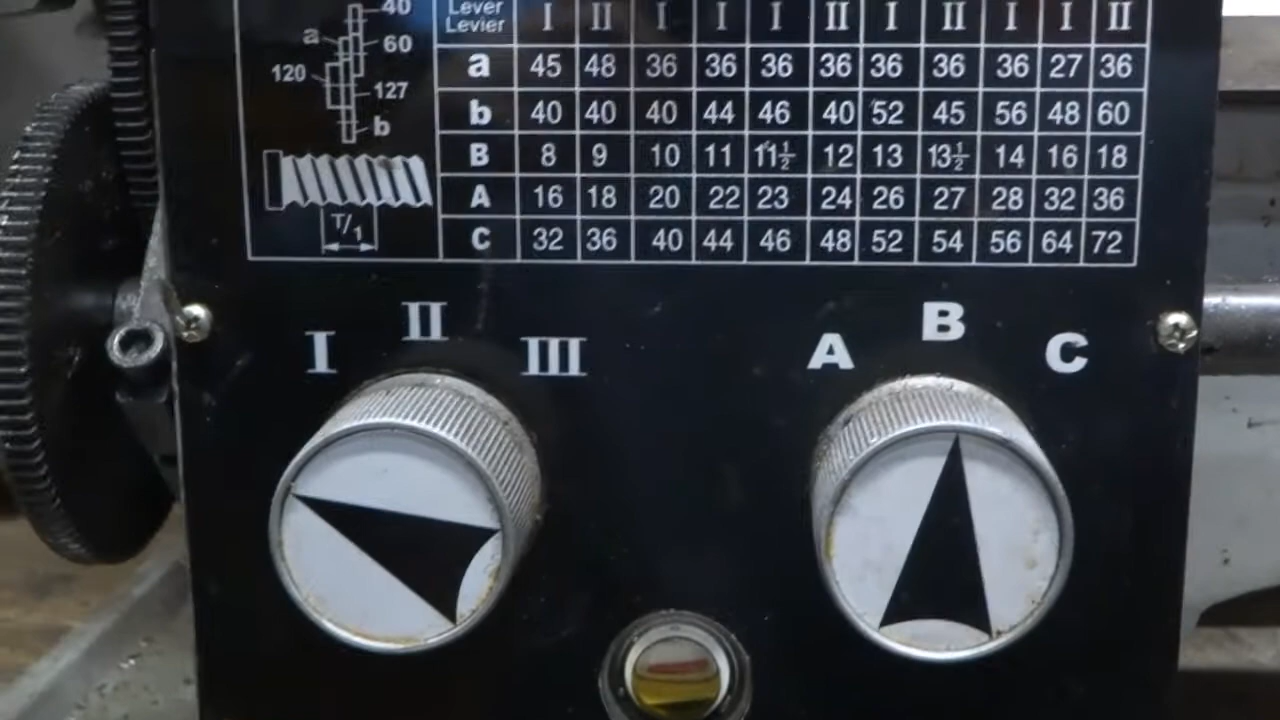 40
Lever I II I I I II I II I I II
Levier
a 60
120
127
b
T/1
a 45 48 36 36 36 36 36 36 36 27 36
b 40 40 40 44 46 40 52 45 56 48 60
B 8 9 10 11 11½ 12 13 13½ 14 16 18
A 16 18 20 22 23 24 26 27 28 32 36
C 32 36 40 44 46 48 52 54 56 64 72
I II III
A B C